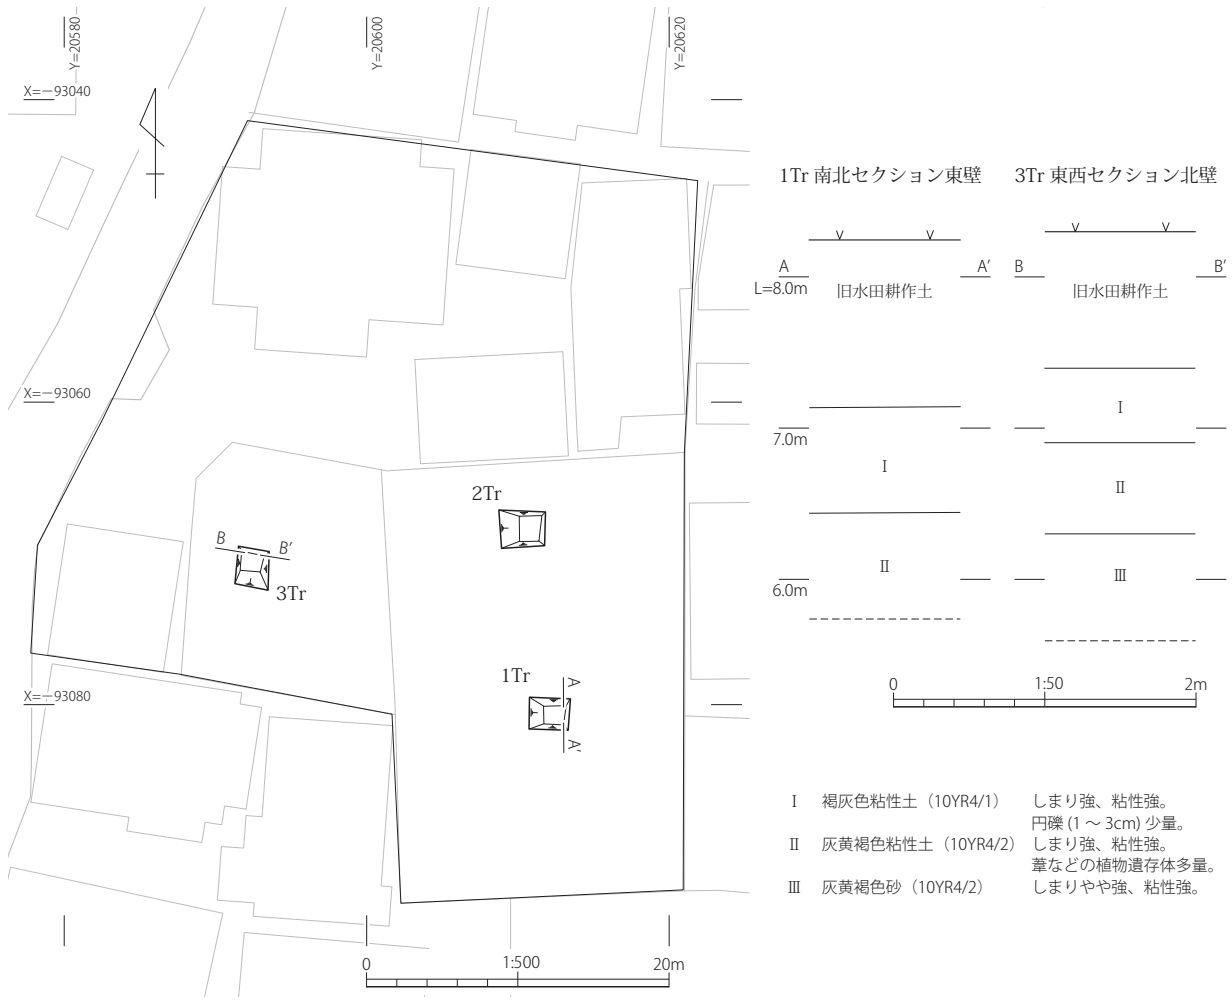 Y=20580
Y=20600
Y=20620
X=－93040
X=－93060
X=－93080
2Tr
B
B'
3Tr
1Tr
A
A'
0
1:500
20m
1Tr 南北セクション東壁
3Tr 東西セクション北壁
A
A'
B
B'
L=8.0m
旧水田耕作土
旧水田耕作土
Ⅰ
7.0m
Ⅰ
Ⅱ
Ⅱ
Ⅲ
6.0m
0
1:50
2m
Ⅰ 褐灰色粘性土（10YR4/1） しまり強、粘性強。
円礫 (1 ～ 3cm) 少量。
Ⅱ 灰黄褐色粘性土（10YR4/2） しまり強、粘性強。
葦などの植物遺存体多量。
Ⅲ 灰黄褐色砂（10YR4/2） しまりやや強、粘性強。